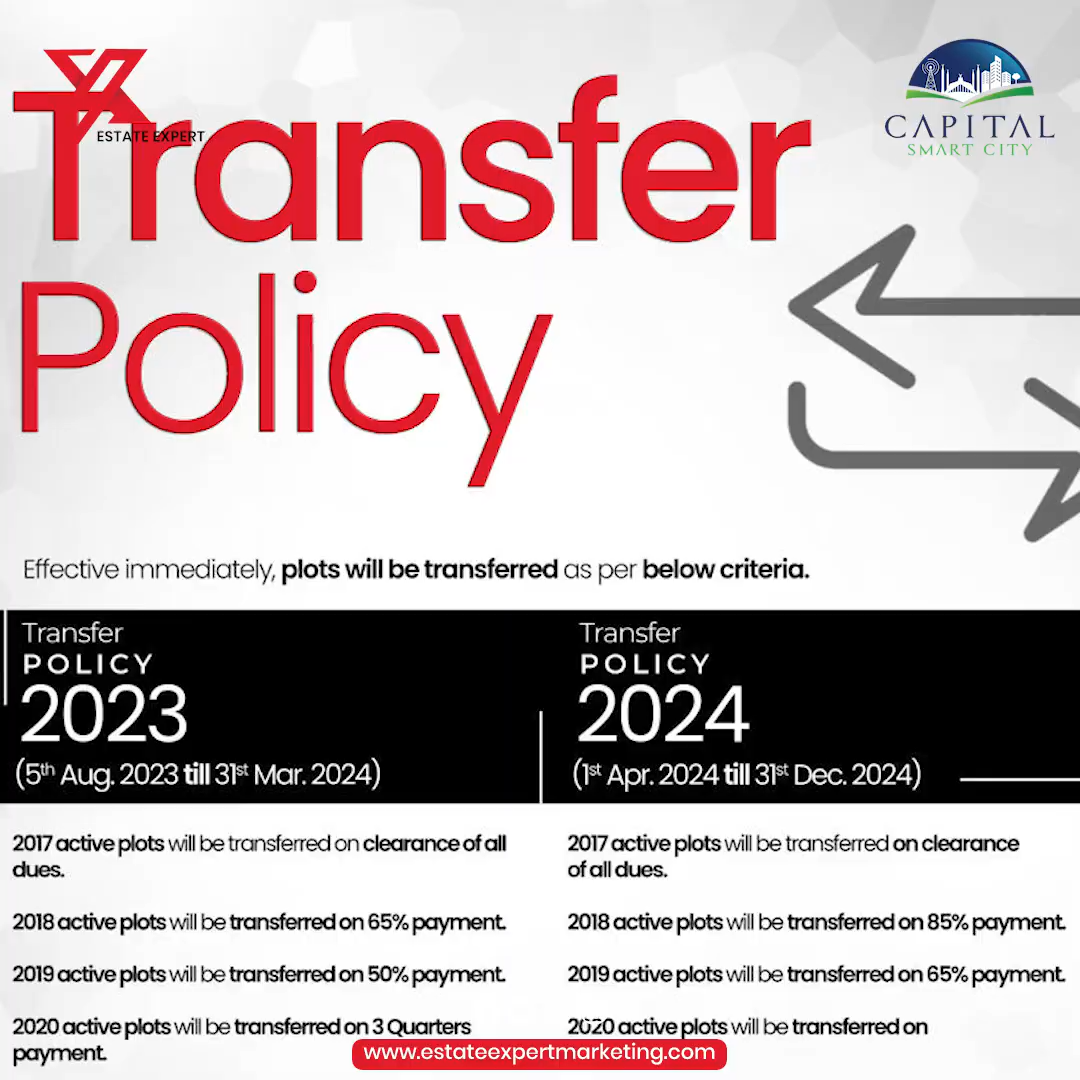 ESTATE EXPERT
CAPITAL
SMART CITY
Transfer
Policy
Effective immediately, plots will be transferred as per below criteria.
Transfer
POLICY
2023
(5th Aug. 2023 till 31st Mar. 2024)
2017 active plots will be transferred on clearance of all
dues.
2018 active plots will be transferred on 65% payment.
2019 active plots will be transferred on 50% payment.
2020 active plots will be transferred on 3 Quarters
payment.
Transfer
POLICY
2024
(1st Apr. 2024 till 31st Dec. 2024)
2017 active plots will be transferred on clearance
of all dues.
2018 active plots will be transferred on 85% payment.
2019 active plots will be transferred on 65% payment.
2020 active plots will be transferred on
www.estateexpertmarketing.com